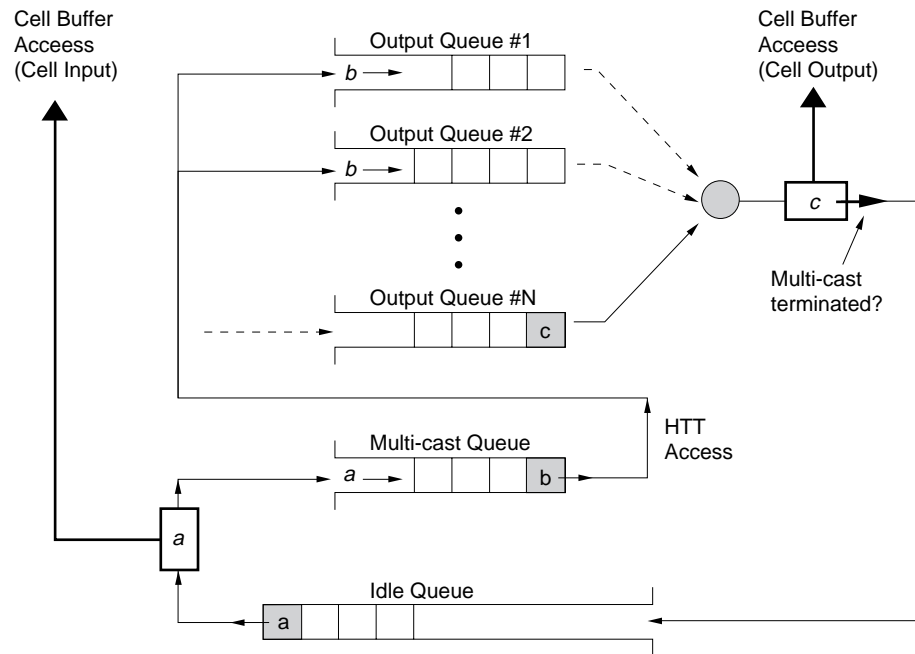 Cell Buffer
Acceess
(Cell Input)
Output Queue #1
b
Output Queue #2
b
Output Queue #N
c
Cell Buffer
Acceess
(Cell Output)
c
Multi-cast
terminated?
HTT
Access
Multi-cast Queue
a
b
a
Idle Queue
a